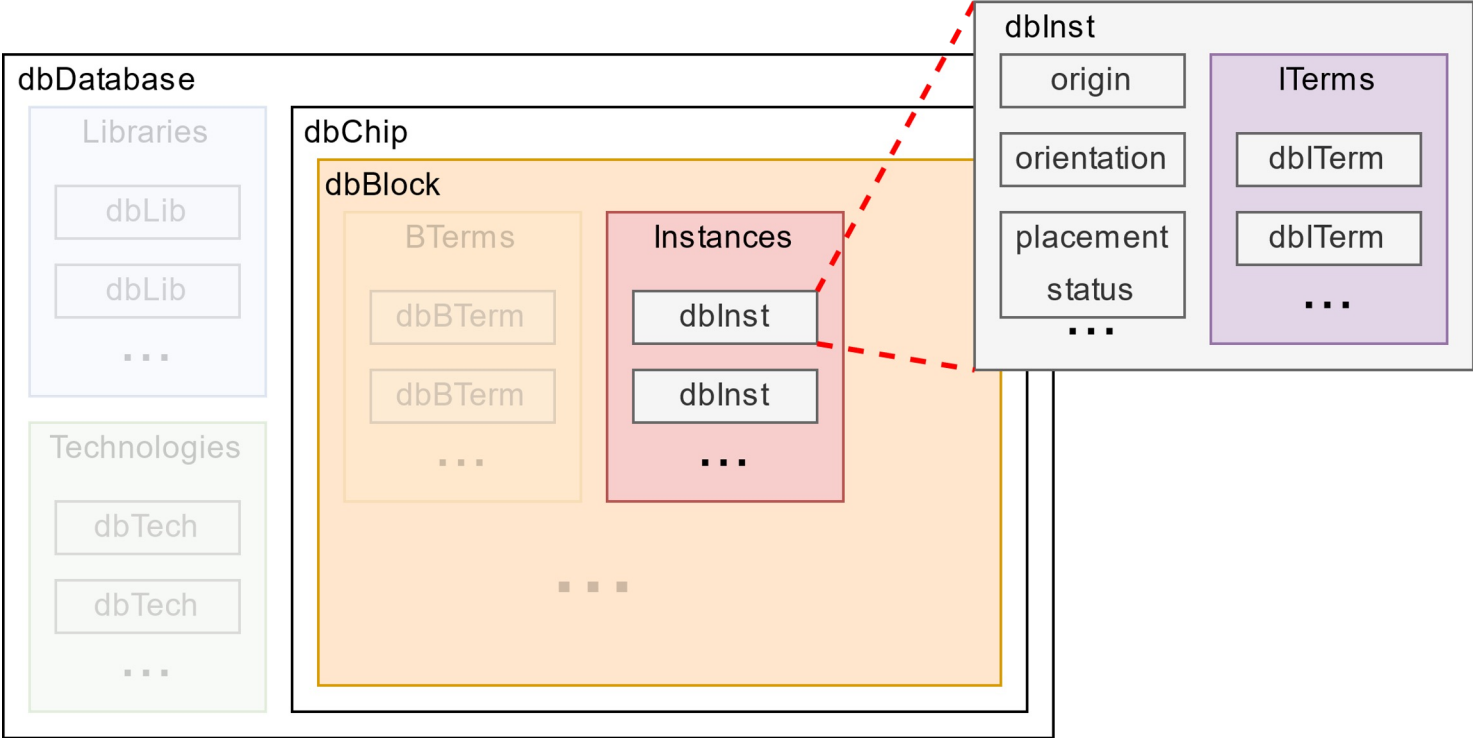 dbDatabase
Libraries
dbLib
dbLib
...
Technologies
dbTech
dbTech
...
dbChip
dbBlock
BTerms
dbBTerm
dbBTerm
...
Instances
dbInst
dbInst
...
...
dbInst
origin
orientation
placement
status
...
ITerms
dbITerm
dbITerm
...